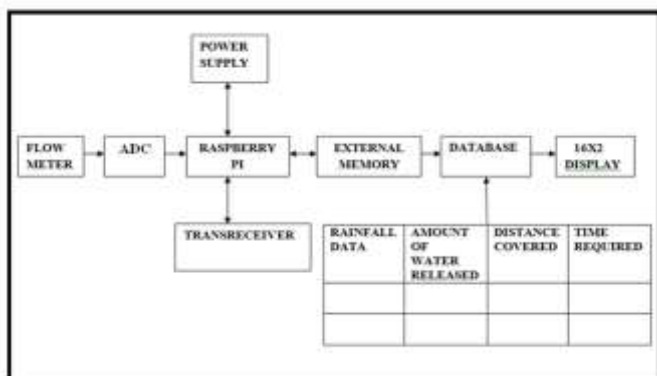 POWER
SUPPLY
FLOW
METER
ADC
RASPBERRY
PI
EXTERNAL
MEMORY
DATABASE
16X2
DISPLAY
TRANSRECEIVER
RAINFALL
DATA
AMOUNT
OF
WATER
RELEASED
DISTANCE
COVERED
TIME
REQUIRED